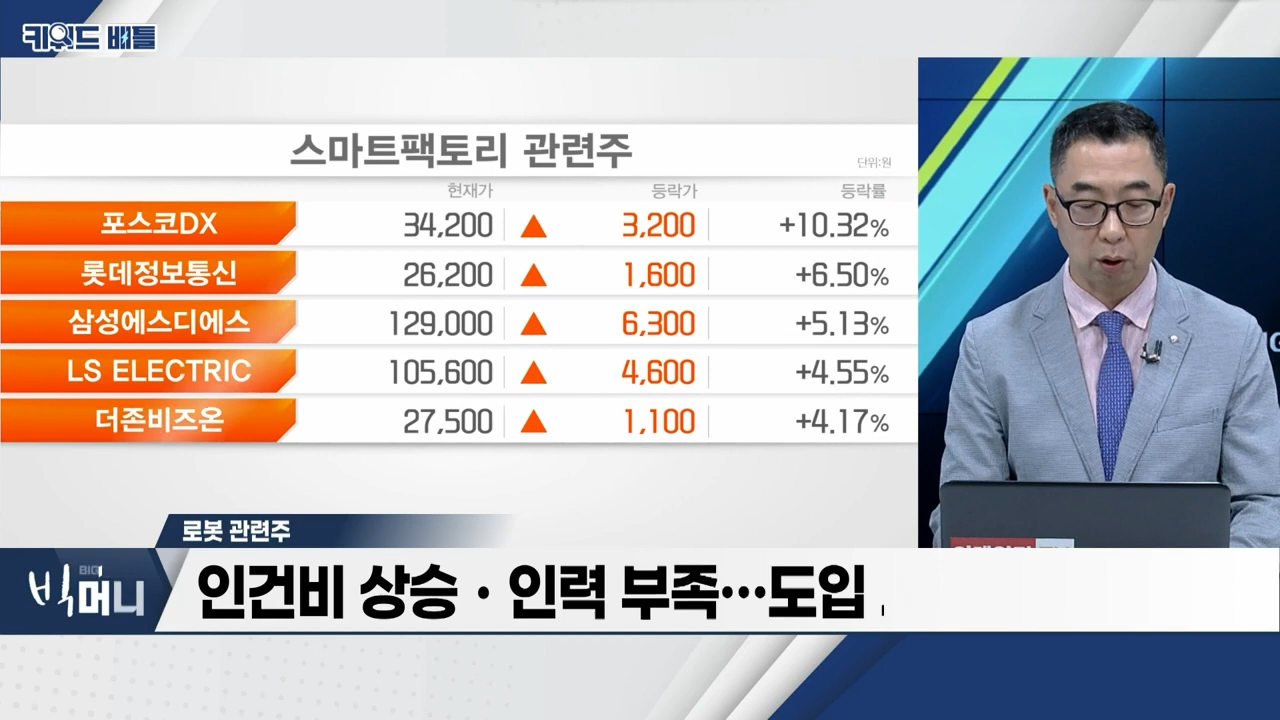 키워드 배틀
스마트팩토리 관련주
단위:원
현재가 등락가 등락률
포스코DX 34,200 ▲ 3,200 +10.32%
롯데정보통신 26,200 ▲ 1,600 +6.50%
삼성에스디에스 129,000 ▲ 6,300 +5.13%
LS ELECTRIC 105,600 ▲ 4,600 +4.55%
더존비즈온 27,500 ▲ 1,100 +4.17%
로봇 관련주
BIG
빅머니
인건비 상승·인력 부족…도입